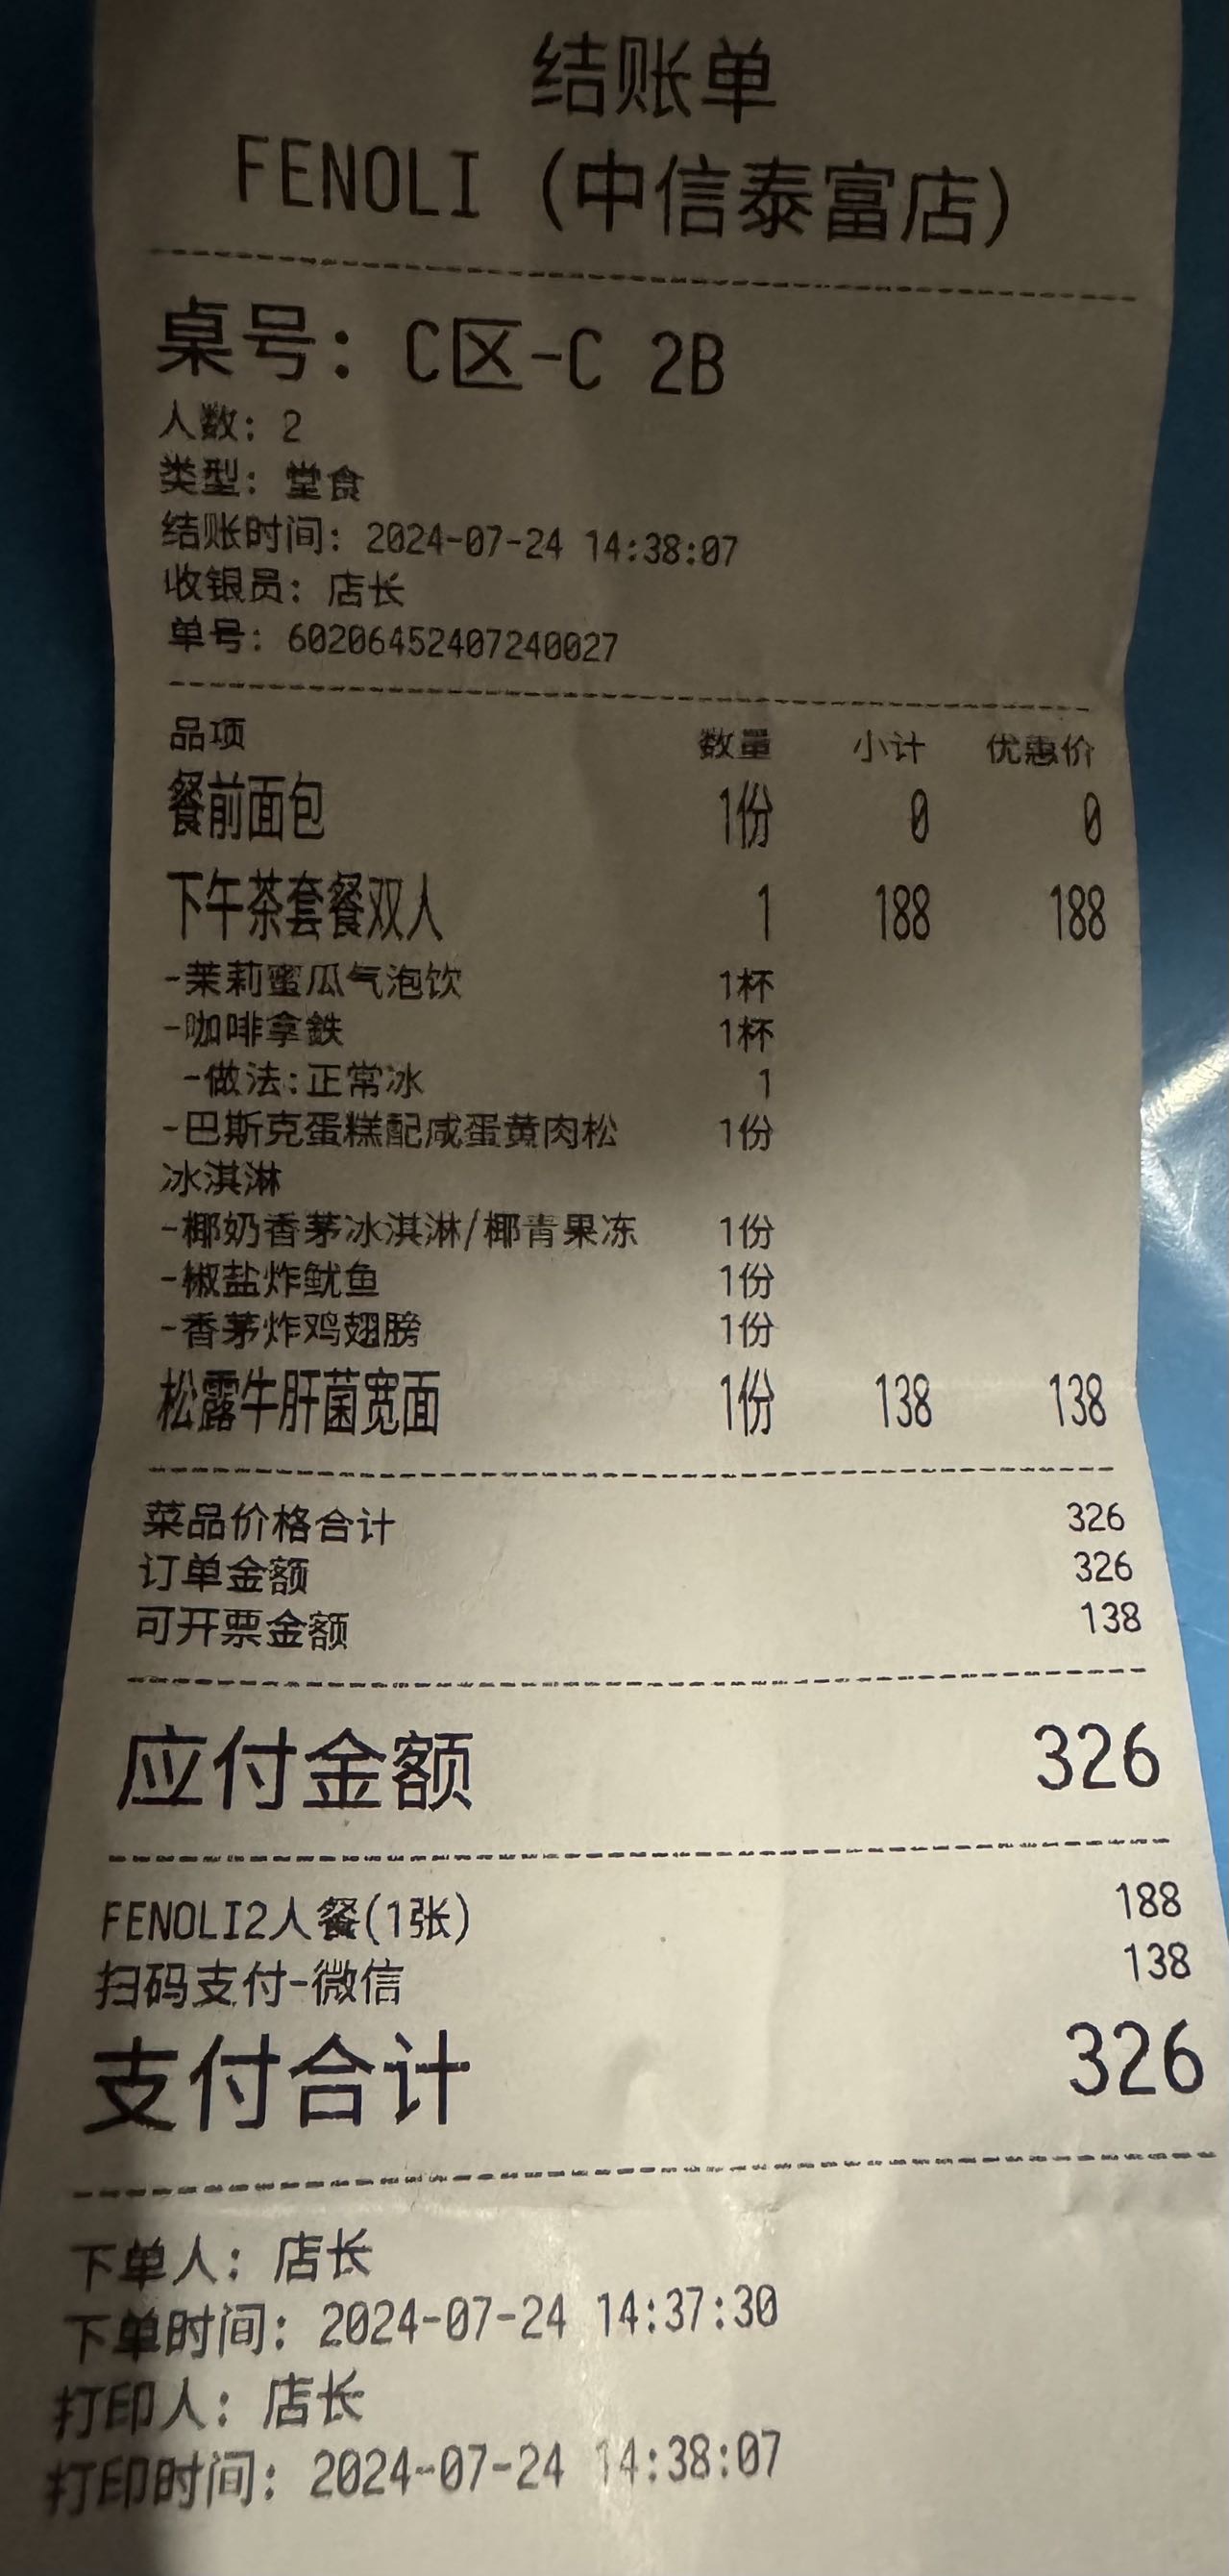 结账单
FENOLI (中信泰富店)
桌号: C区-C 2B
人数: 2
类型: 堂食
结账时间: 2024-07-24 14:38:07
收银员: 店长
单号: 60206452407240027
品项 数量 小计 优惠价
餐前面包 1份 0 0
下午茶套餐双人 1 188 188
-茉莉蜜瓜气泡饮 1杯
-咖啡拿鉄 1杯
-做法:正常冰 1
-巴斯克蛋糕配咸蛋黄肉松 1份
冰淇淋
-椰奶香茅冰淇淋/椰青果冻 1份
-椒盐炸鱿鱼 1份
-香茅炸鸡翅膀 1份
松露牛肝菌宽面 1份 138 138
菜品价格合计 326
订单金额 326
可开票金额 138
应付金额 326
FENOLI2人餐(1张) 188
扫码支付-微信 138
支付合计 326
下单人: 店长
下单时间: 2024-07-24 14:37:30
打印人: 店长
打印时间: 2024-07-24 14:38:07